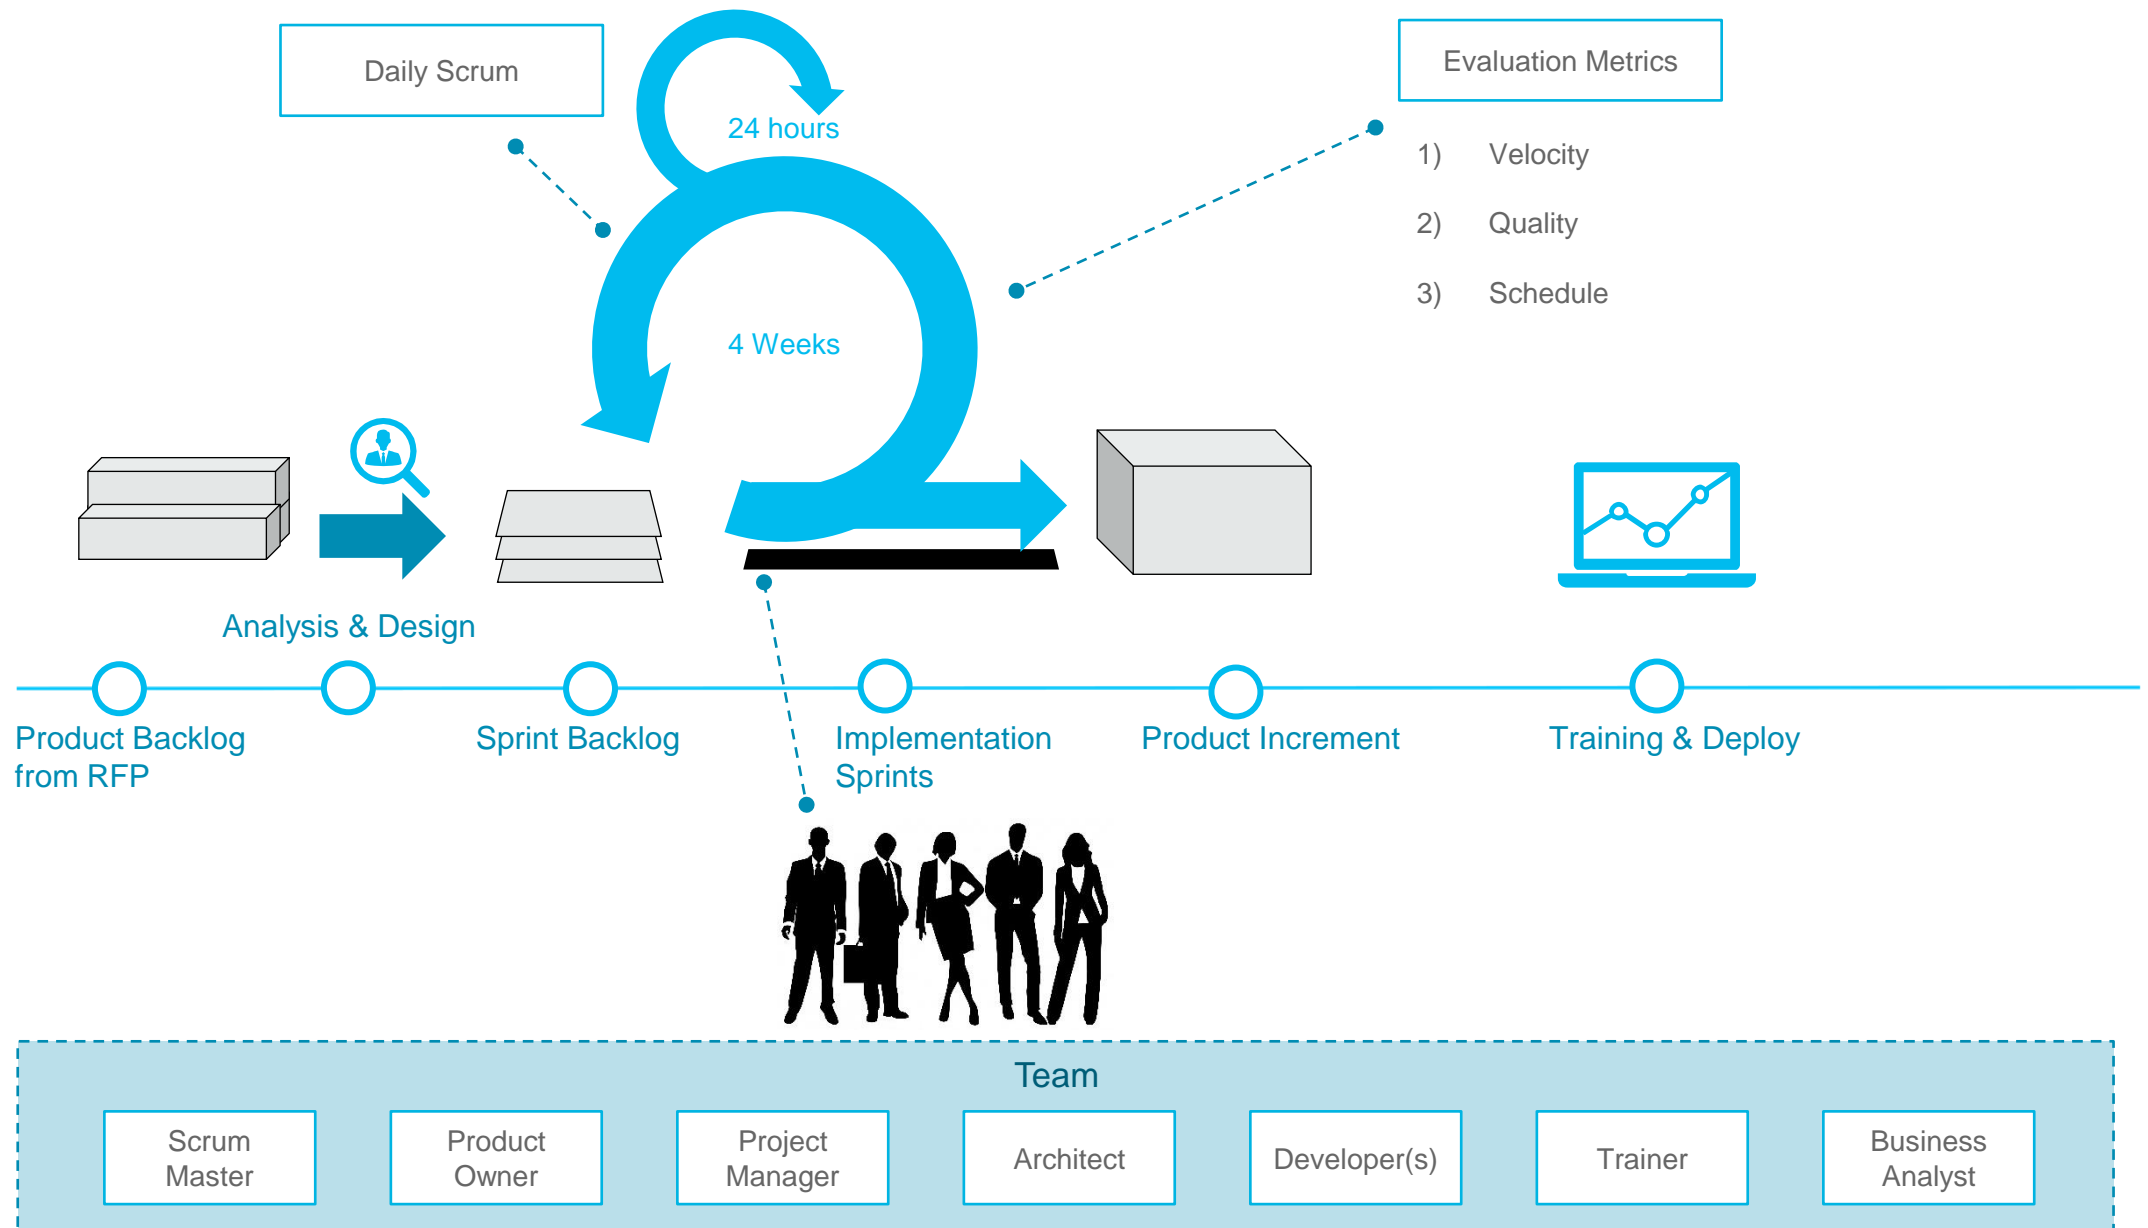 Daily Scrum
24 hours
4 Weeks
Evaluation Metrics
1) Velocity
2) Quality
3) Schedule
Analysis & Design
Product Backlog
from RFP
Sprint Backlog
Implementation
Sprints
Product Increment
Training & Deploy
Team
Scrum
Master
Product
Owner
Project
Manager
Architect
Developer(s)
Trainer
Business
Analyst